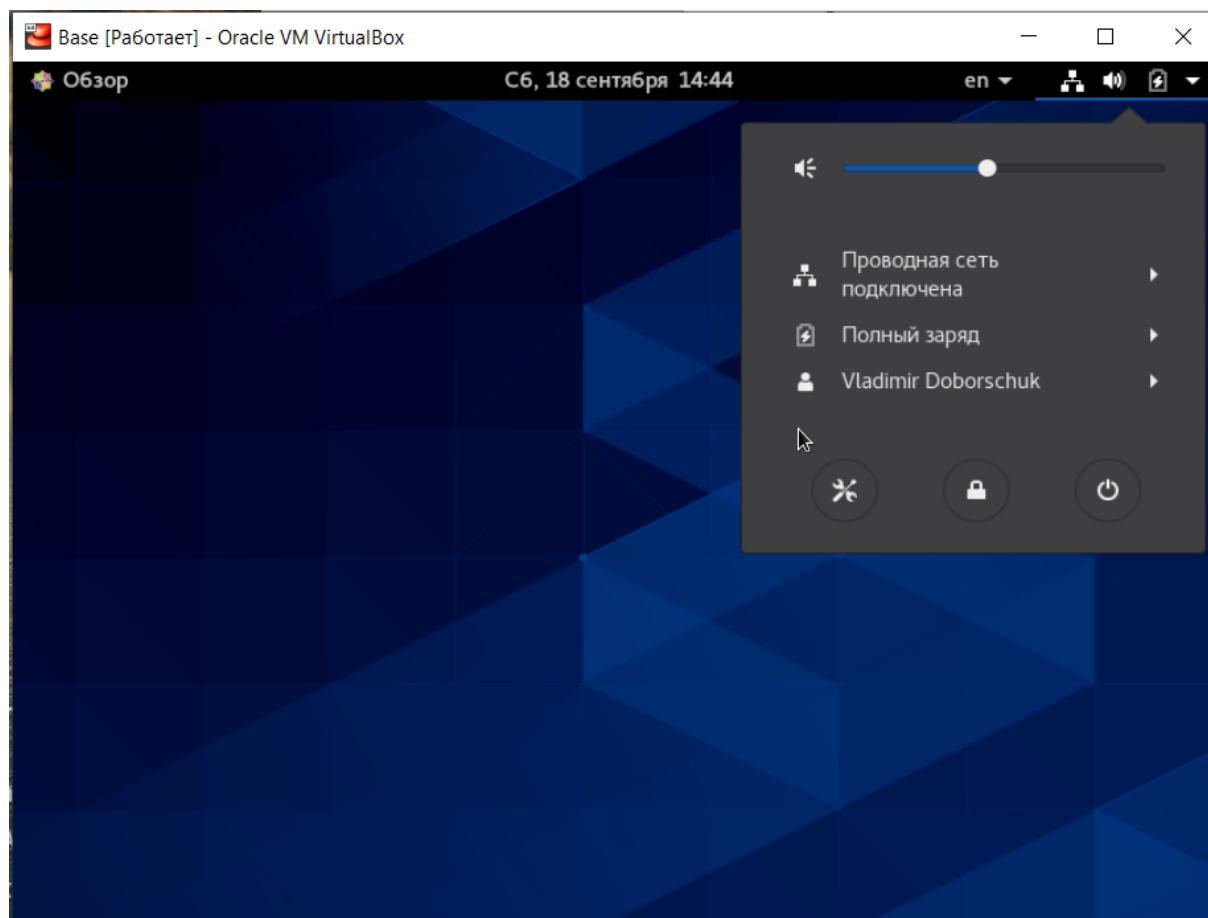 Base [Работает] - Oracle VM VirtualBox
Обзор
Сб, 18 сентября 14:44
en
Проводная сеть
подключена
Полный заряд
Vladimir Doborschuk